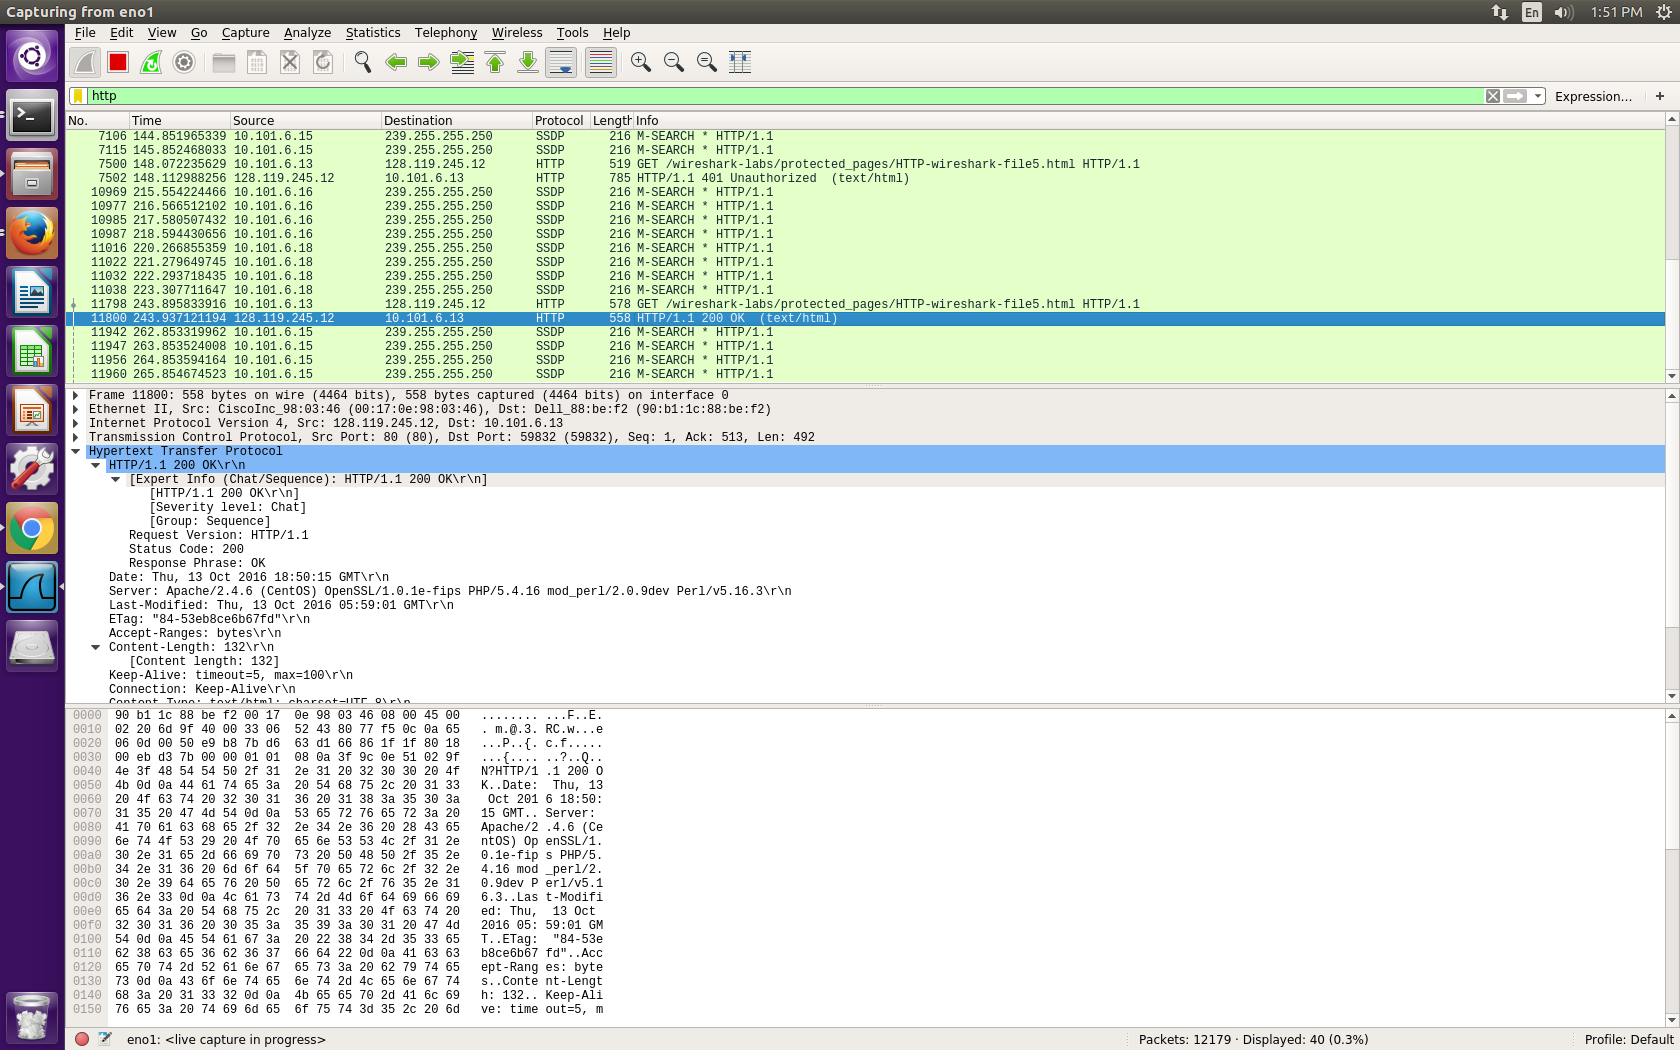 Capturing from eno1
En 1:51 PM
File Edit View Go Capture Analyze Statistics Telephony Wireless Tools Help
http Expression… +
No. Time Source Destination Protocol Length Info
7106 144.851965339 10.101.6.15 239.255.255.250 SSDP 216 M-SEARCH * HTTP/1.1
7115 145.852468033 10.101.6.15 239.255.255.250 SSDP 216 M-SEARCH * HTTP/1.1
7500 148.072235629 10.101.6.13 128.119.245.12 HTTP 519 GET /wireshark-labs/protected_pages/HTTP-wireshark-file5.html HTTP/1.1
7502 148.112988256 128.119.245.12 10.101.6.13 HTTP 785 HTTP/1.1 401 Unauthorized (text/html)
10969 215.554224466 10.101.6.16 239.255.255.250 SSDP 216 M-SEARCH * HTTP/1.1
10977 216.566512102 10.101.6.16 239.255.255.250 SSDP 216 M-SEARCH * HTTP/1.1
10985 217.580507432 10.101.6.16 239.255.255.250 SSDP 216 M-SEARCH * HTTP/1.1
10987 218.594430656 10.101.6.16 239.255.255.250 SSDP 216 M-SEARCH * HTTP/1.1
11016 220.266855359 10.101.6.18 239.255.255.250 SSDP 216 M-SEARCH * HTTP/1.1
11022 221.279649745 10.101.6.18 239.255.255.250 SSDP 216 M-SEARCH * HTTP/1.1
11032 222.293718435 10.101.6.18 239.255.255.250 SSDP 216 M-SEARCH * HTTP/1.1
11038 223.307711647 10.101.6.18 239.255.255.250 SSDP 216 M-SEARCH * HTTP/1.1
11798 243.895833916 10.101.6.13 128.119.245.12 HTTP 578 GET /wireshark-labs/protected_pages/HTTP-wireshark-file5.html HTTP/1.1
11800 243.937121194 128.119.245.12 10.101.6.13 HTTP 558 HTTP/1.1 200 OK (text/html)
11942 262.853319962 10.101.6.15 239.255.255.250 SSDP 216 M-SEARCH * HTTP/1.1
11947 263.853524008 10.101.6.15 239.255.255.250 SSDP 216 M-SEARCH * HTTP/1.1
11956 264.853594164 10.101.6.15 239.255.255.250 SSDP 216 M-SEARCH * HTTP/1.1
11960 265.854674523 10.101.6.15 239.255.255.250 SSDP 216 M-SEARCH * HTTP/1.1
Frame 11800: 558 bytes on wire (4464 bits), 558 bytes captured (4464 bits) on interface 0
Ethernet II, Src: CiscoInc_98:03:46 (00:17:0e:98:03:46), Dst: Dell_88:be:f2 (90:b1:1c:88:be:f2)
Internet Protocol Version 4, Src: 128.119.245.12, Dst: 10.101.6.13
Transmission Control Protocol, Src Port: 80 (80), Dst Port: 59832 (59832), Seq: 1, Ack: 513, Len: 492
Hypertext Transfer Protocol
HTTP/1.1 200 OK\r\n
[Expert Info (Chat/Sequence): HTTP/1.1 200 OK\r\n]
[HTTP/1.1 200 OK\r\n]
[Severity level: Chat]
[Group: Sequence]
Request Version: HTTP/1.1
Status Code: 200
Response Phrase: OK
Date: Thu, 13 Oct 2016 18:50:15 GMT\r\n
Server: Apache/2.4.6 (CentOS) OpenSSL/1.0.1e-fips PHP/5.4.16 mod_perl/2.0.9dev Perl/v5.16.3\r\n
Last-Modified: Thu, 13 Oct 2016 05:59:01 GMT\r\n
ETag: "84-53eb8ce6b67fd"\r\n
Accept-Ranges: bytes\r\n
Content-Length: 132\r\n
[Content length: 132]
Keep-Alive: timeout=5, max=100\r\n
Connection: Keep-Alive\r\n
Content-Type: text/html; charset=UTF-8\r\n
0000 90 b1 1c 88 be f2 00 17 0e 98 03 46 08 00 45 00 ........ ...F..E.
0010 02 20 6d 9f 40 00 33 06 52 43 80 77 f5 0c 0a 65 . m.@.3. RC.w...e
0020 06 0d 00 50 e9 b8 7b d6 63 d1 66 86 1f 1f 80 18 ...P..{. c.f.....
0030 00 eb d3 7b 00 00 01 01 08 0a 3f 9c 0e 51 02 9f ...{.... ..?..Q..
0040 4e 3f 48 54 54 50 2f 31 2e 31 20 32 30 30 20 4f N?HTTP/1 .1 200 O
0050 4b 0d 0a 44 61 74 65 3a 20 54 68 75 2c 20 31 33 K..Date: Thu, 13
0060 20 4f 63 74 20 32 30 31 36 20 31 38 3a 35 30 3a Oct 201 6 18:50:
0070 31 35 20 47 4d 54 0d 0a 53 65 72 76 65 72 3a 20 15 GMT.. Server:
0080 41 70 61 63 68 65 2f 32 2e 34 2e 36 20 28 43 65 Apache/2 .4.6 (Ce
0090 6e 74 4f 53 29 20 4f 70 65 6e 53 53 4c 2f 31 2e ntOS) Op enSSL/1.
00a0 30 2e 31 65 2d 66 69 70 73 20 50 48 50 2f 35 2e 0.1e-fip s PHP/5.
00b0 34 2e 31 36 20 6d 6f 64 5f 70 65 72 6c 2f 32 2e 4.16 mod _perl/2.
00c0 30 2e 39 64 65 76 20 50 65 72 6c 2f 76 35 2e 31 0.9dev P erl/v5.1
00d0 36 2e 33 0d 0a 4c 61 73 74 2d 4d 6f 64 69 66 69 6.3..Las t-Modifi
00e0 65 64 3a 20 54 68 75 2c 20 31 33 20 4f 63 74 20 ed: Thu, 13 Oct
00f0 32 30 31 36 20 30 35 3a 35 39 3a 30 31 20 47 4d 2016 05: 59:01 GM
0100 54 0d 0a 45 54 61 67 3a 20 22 38 34 2d 35 33 65 T..ETag: "84-53e
0110 62 38 63 65 36 62 36 37 66 64 22 0d 0a 41 63 63 b8ce6b67 fd"..Acc
0120 65 70 74 2d 52 61 6e 67 65 73 3a 20 62 79 74 65 ept-Rang es: byte
0130 73 0d 0a 43 6f 6e 74 65 6e 74 2d 4c 65 6e 67 74 s..Conte nt-Lengt
0140 68 3a 20 31 33 32 0d 0a 4b 65 65 70 2d 41 6c 69 h: 132.. Keep-Ali
0150 76 65 3a 20 74 69 6d 65 6f 75 74 3d 35 2c 20 6d ve: time out=5, m
eno1: <live capture in progress> Packets: 12179 · Displayed: 40 (0.3%) Profile: Default